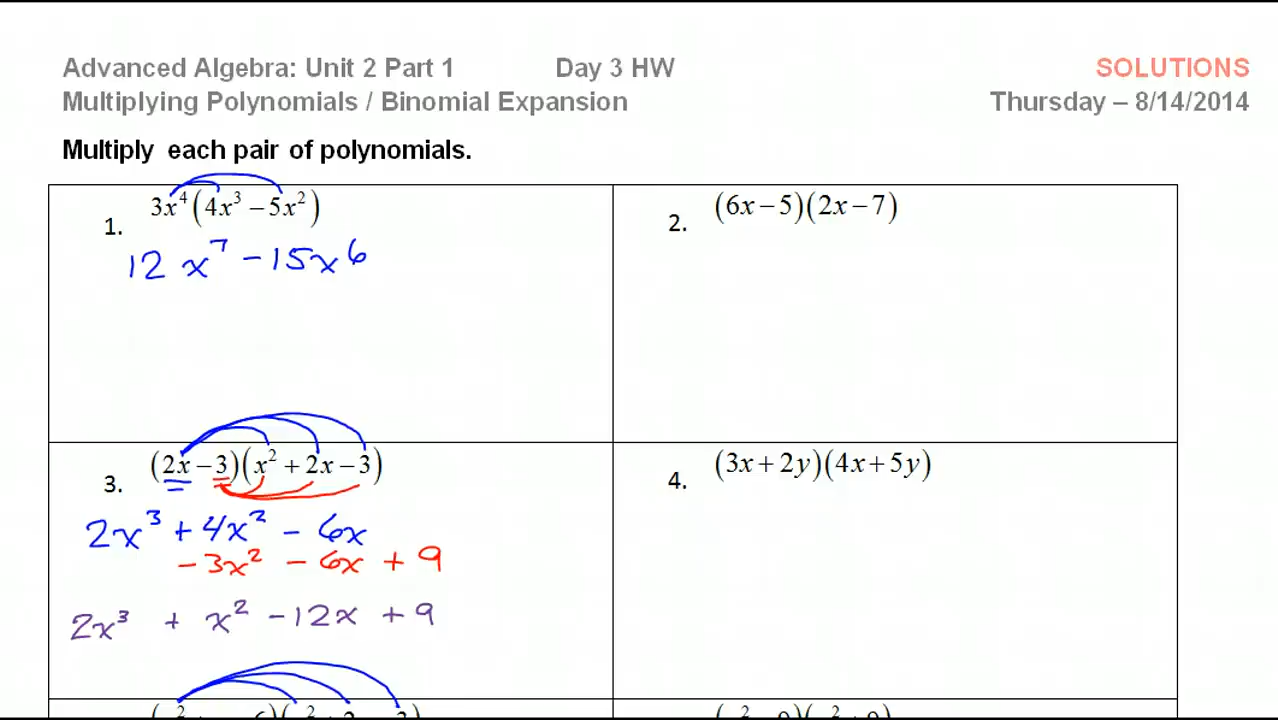 Advanced Algebra: Unit 2 Part 1 Day 3 HW SOLUTIONS
Multiplying Polynomials / Binomial Expansion Thursday – 8/14/2014
Multiply each pair of polynomials.
1. 3x⁴(4x³ – 5x²)
12x⁷ – 15x⁶
2. (6x – 5)(2x – 7)
3. (2x – 3)(x² + 2x – 3)
2x³ + 4x² – 6x
– 3x² – 6x + 9
2x³ + x² – 12x + 9
4. (3x + 2y)(4x + 5y)